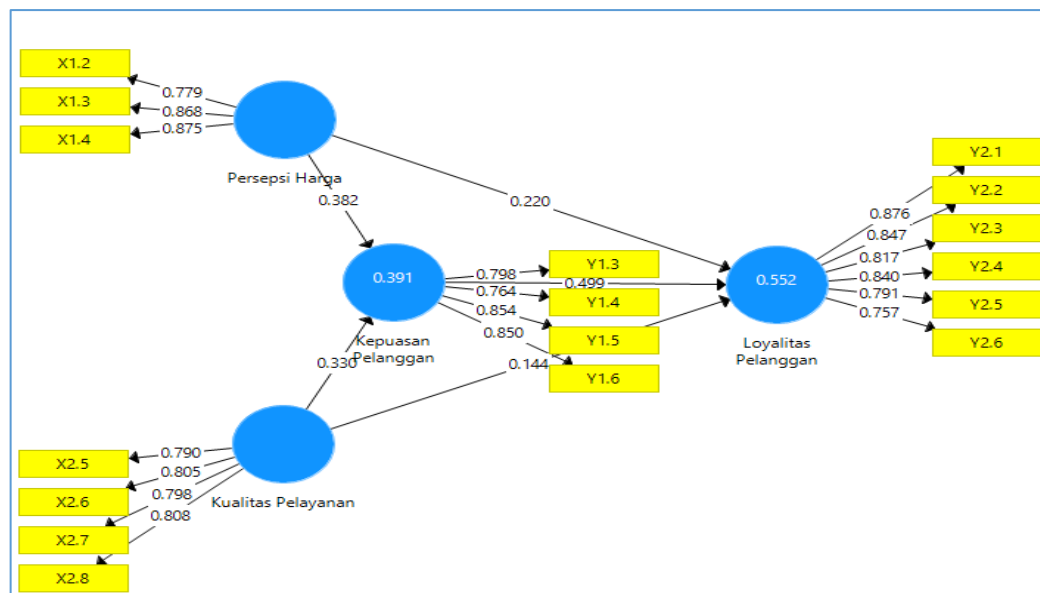 X1.2
0.779
X1.3
0.868
X1.4
0.875
Persepsi Harga
0.382
0.220
0.391
Kepuasan
Pelanggan
0.798
Y1.3
0.499
0.764
Y1.4
0.854
Y1.5
0.850
Y1.6
0.330
0.144
Kualitas Pelayanan
X2.5
0.790
X2.6
0.805
X2.7
0.798
X2.8
0.808
0.552
Loyalitas
Pelanggan
Y2.1
0.876
Y2.2
0.847
Y2.3
0.817
Y2.4
0.840
Y2.5
0.791
Y2.6
0.757